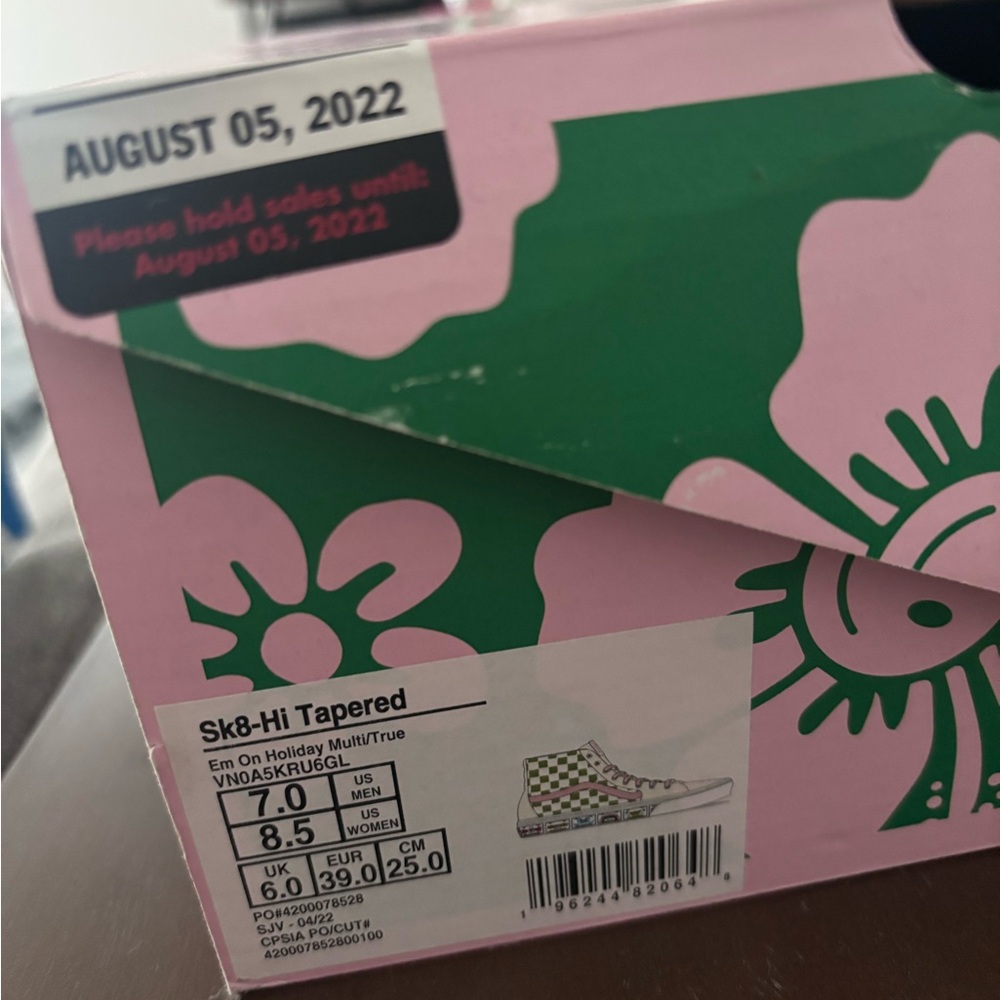 AUGUST 05, 2022
Please hold sales until:
August 05, 2022
Sk8-Hi Tapered
Em On Holiday Multi/True
VN0A5KRU6GL
7.0 US MEN
8.5 US WOMEN
UK EUR CM
6.0 39.0 25.0
PO#4200078528
SJV - 04/22
CPSIA PO/CUT#
420007852800100
1 96244 82064 8